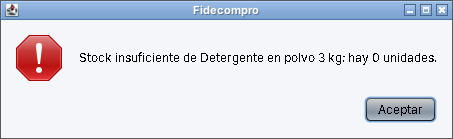 Fidecompro
Stock insuficiente de Detergente en polvo 3 kg; hay 0 unidades.
Aceptar